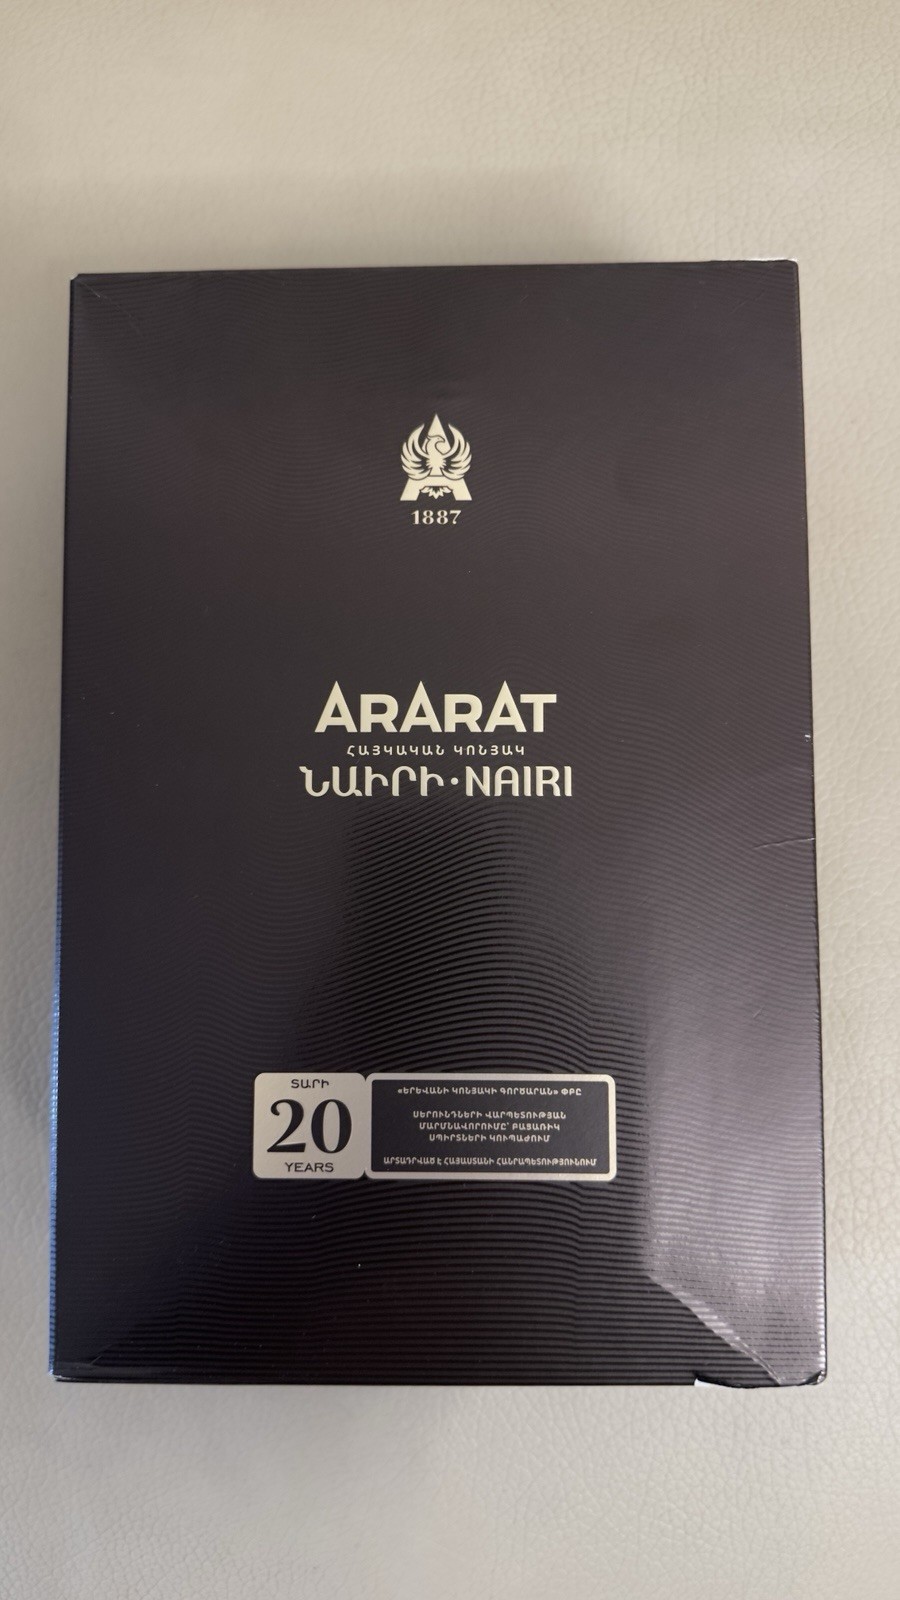 1887
ARARAT
ՀԱՅԿԱԿԱՆ ԿՈՆՅԱԿ
ՆԱԻՐԻ·NAIRI
ՏԱՐԻ
20
YEARS
«ԵՐԵՎԱՆԻ ԿՈՆՅԱԿԻ ԳՈՐԾԱՐԱՆ» ՓԲԸ
ՍԵՐՈՒՆԴՆԵՐԻ ՎԱՐՊԵՏՈՒԹՅԱՆ
ՄԱՐՄՆԱՎՈՐՈՒՄԸ՝ ԲԱՑԱՌԻԿ
ՍՊԻՐՏՆԵՐԻ ԿՈՒՊԱԺՈՒՄ
ԱՐՏԱԴՐՎԱԾ Է ՀԱՅԱՍՏԱՆԻ ՀԱՆՐԱՊԵՏՈՒԹՅՈՒՆՈՒՄ